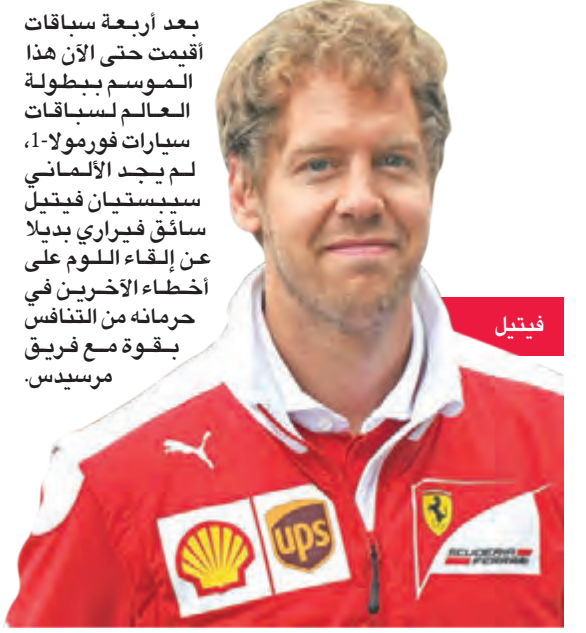 بعد أربعة سباقات
أقيمت حتى الآن هذا
الموسم ببطولة
العالم لسباقات
سيارات فورمولا-1،
لم يجد الألماني
سيبستيان فيتيل
سائق فيراري بديلا
عن إلقاء اللوم على
أخطاء الآخرين في
حرمانه من التنافس
بقوة مع فريق
مرسيدس.
فيتيل
ups
SCUDERIA
FERRARI